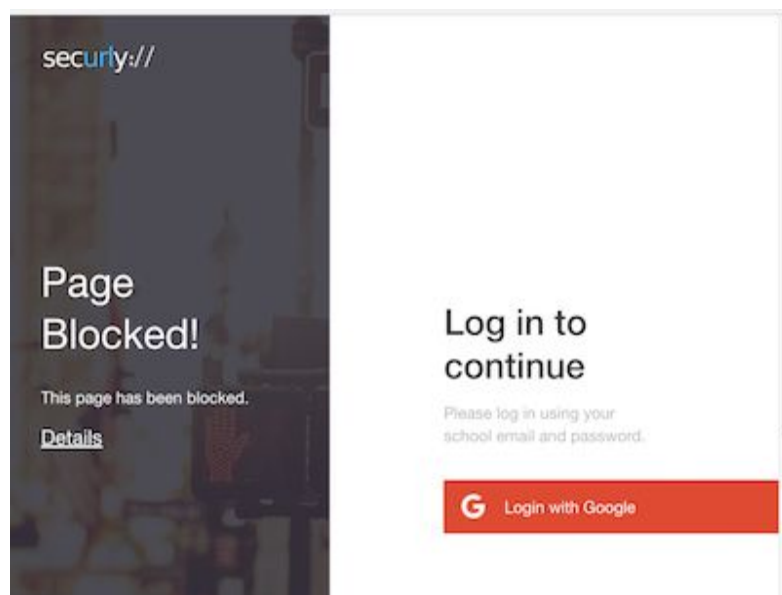 securly://
Page
Blocked!
This page has been blocked.
Details
Log in to
continue
Please log in using your
school email and password.
G Login with Google